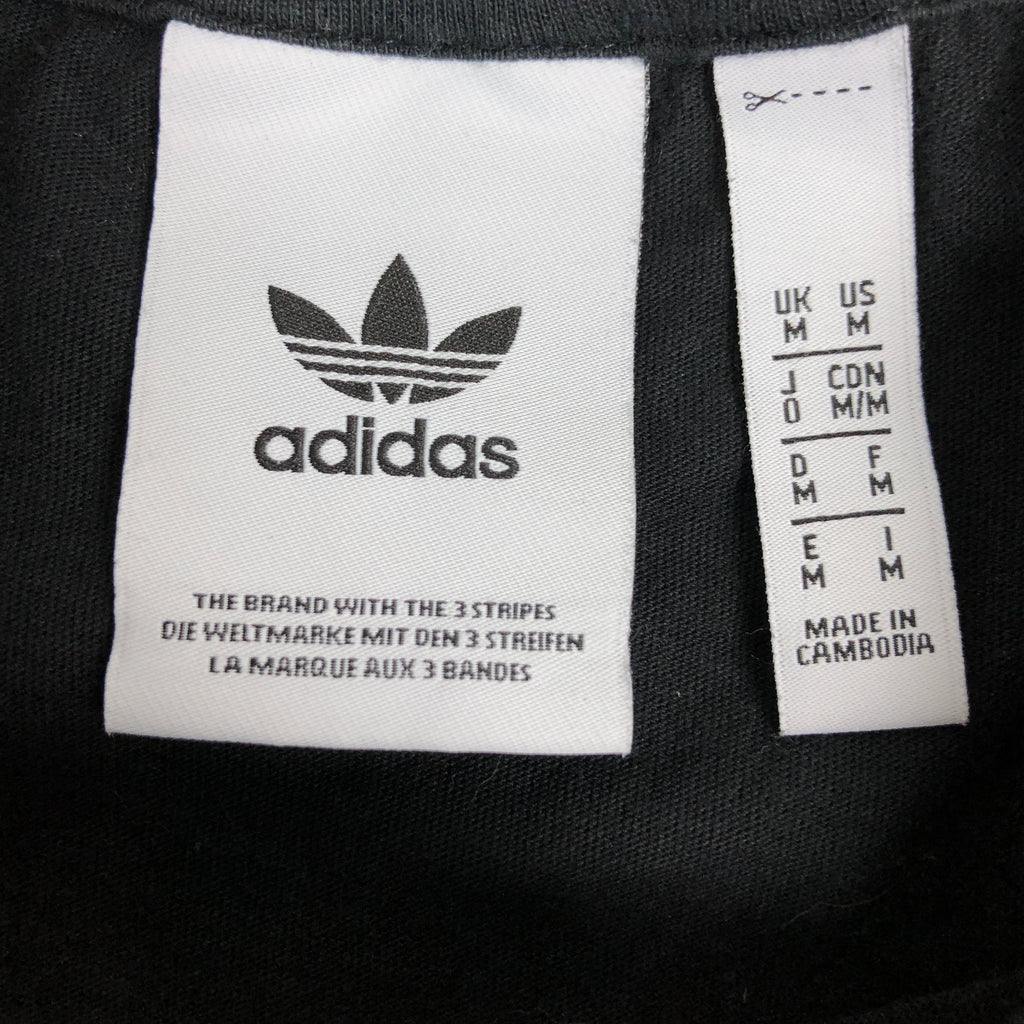 adidas
THE BRAND WITH THE 3 STRIPES
DIE WELTMARKE MIT DEN 3 STREIFEN
LA MARQUE AUX 3 BANDES
UK US
M M
J CDN
O M/M
D F
M M
E I
M M
MADE IN
CAMBODIA